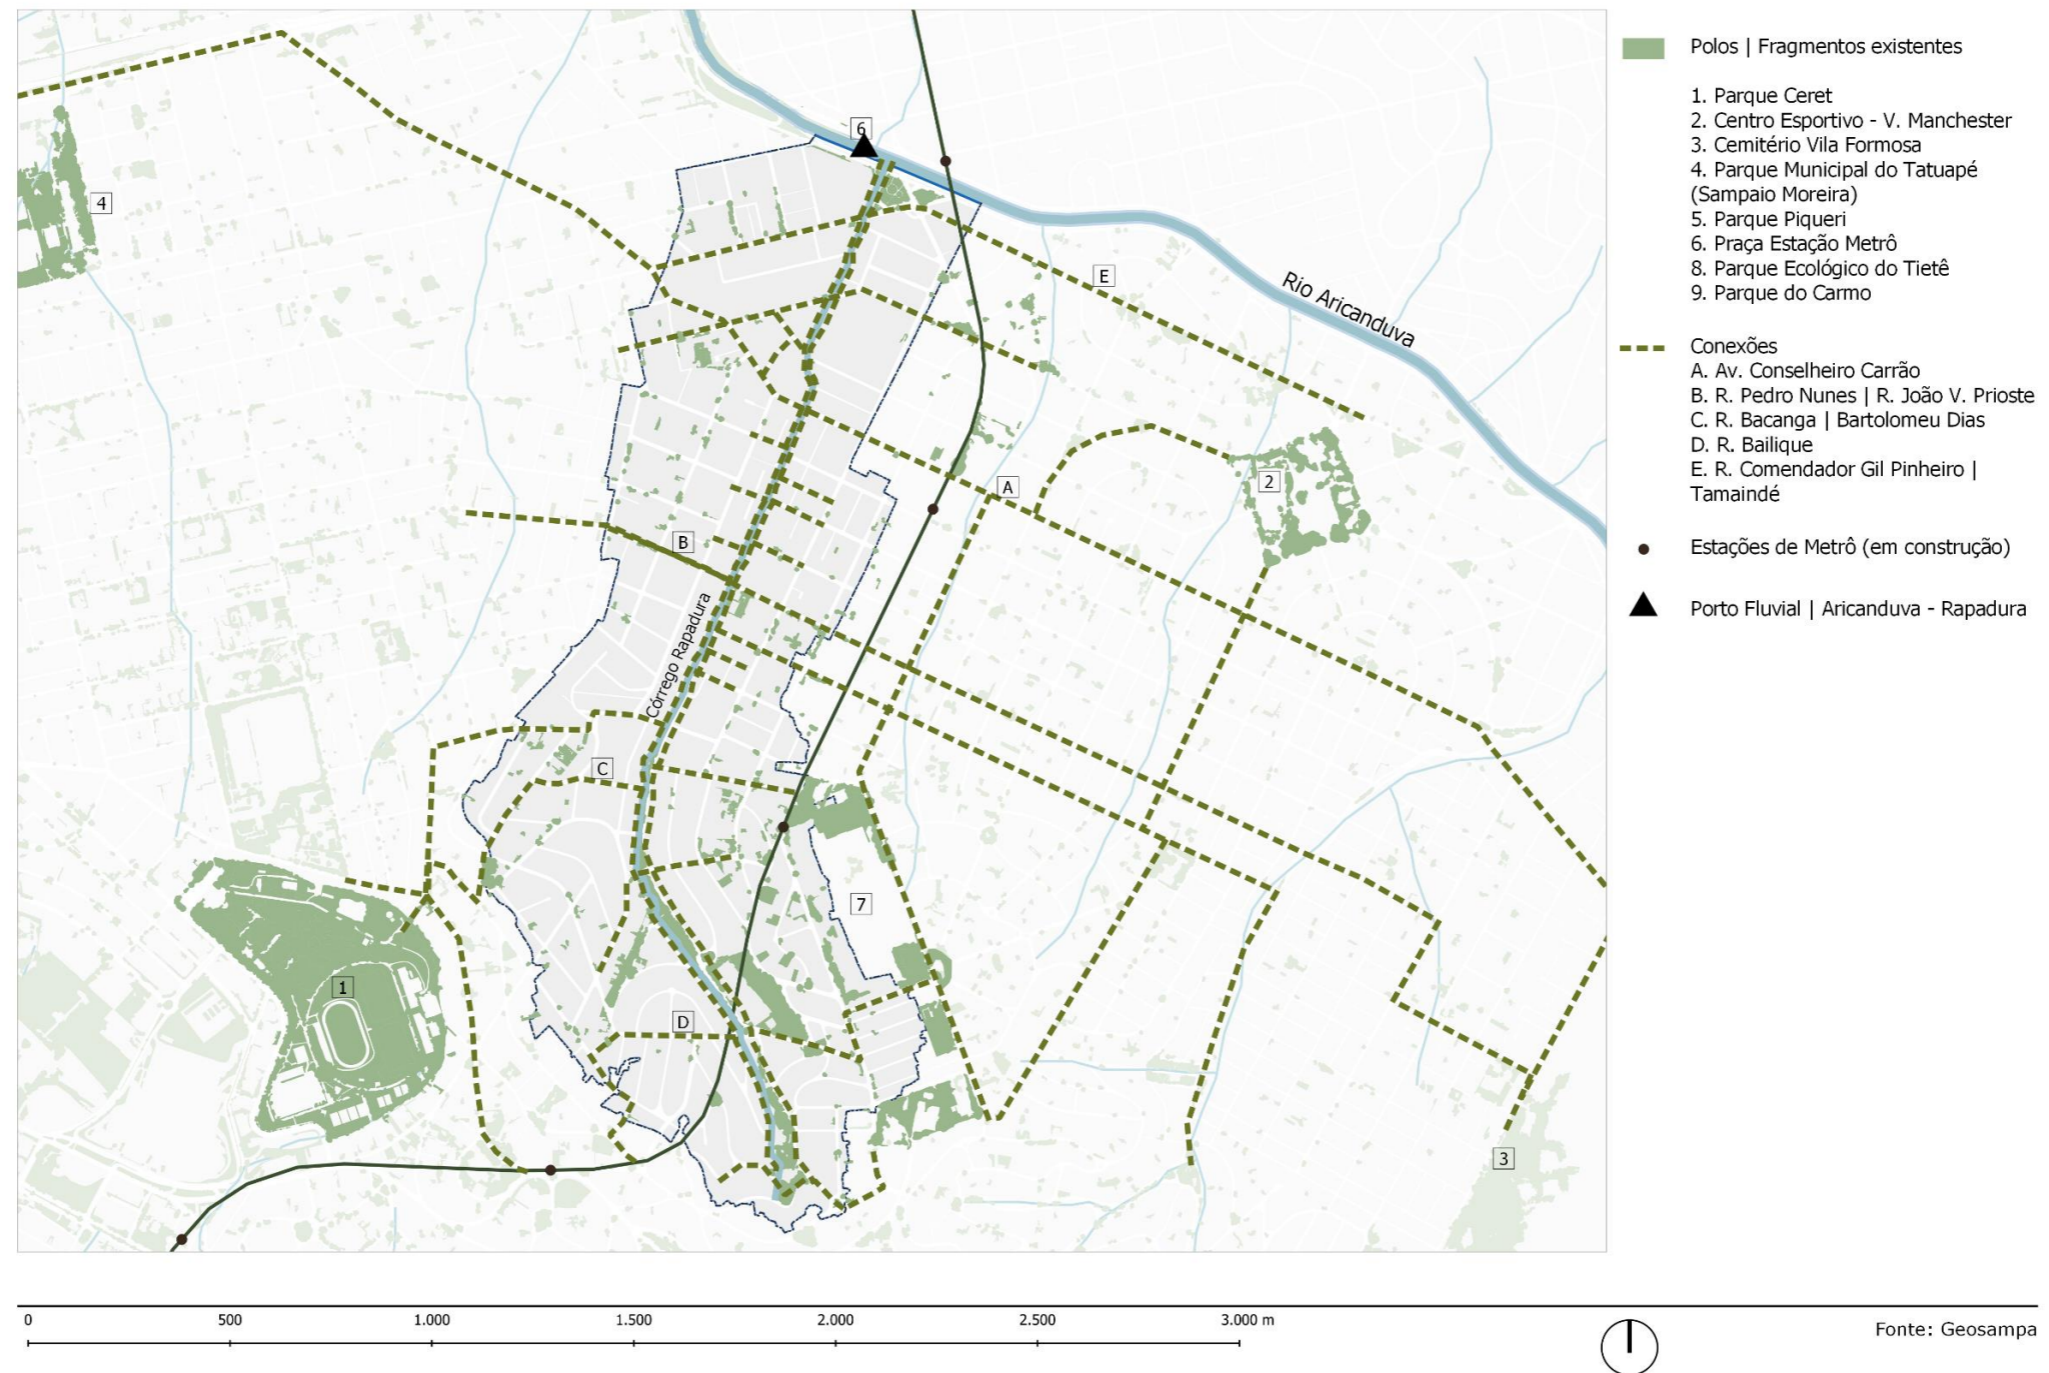 6
4
E
Rio Aricanduva
2
A
B
Córrego Rapadura
C
7
1
D
3
Polos | Fragmentos existentes
1. Parque Ceret
2. Centro Esportivo - V. Manchester
3. Cemitério Vila Formosa
4. Parque Municipal do Tatuapé
(Sampaio Moreira)
5. Parque Piqueri
6. Praça Estação Metrô
8. Parque Ecológico do Tietê
9. Parque do Carmo
Conexões
A. Av. Conselheiro Carrão
B. R. Pedro Nunes | R. João V. Prioste
C. R. Bacanga | Bartolomeu Dias
D. R. Bailique
E. R. Comendador Gil Pinheiro |
Tamaindé
Estações de Metrô (em construção)
Porto Fluvial | Aricanduva - Rapadura
0 500 1.000 1.500 2.000 2.500 3.000 m
Fonte: Geosampa